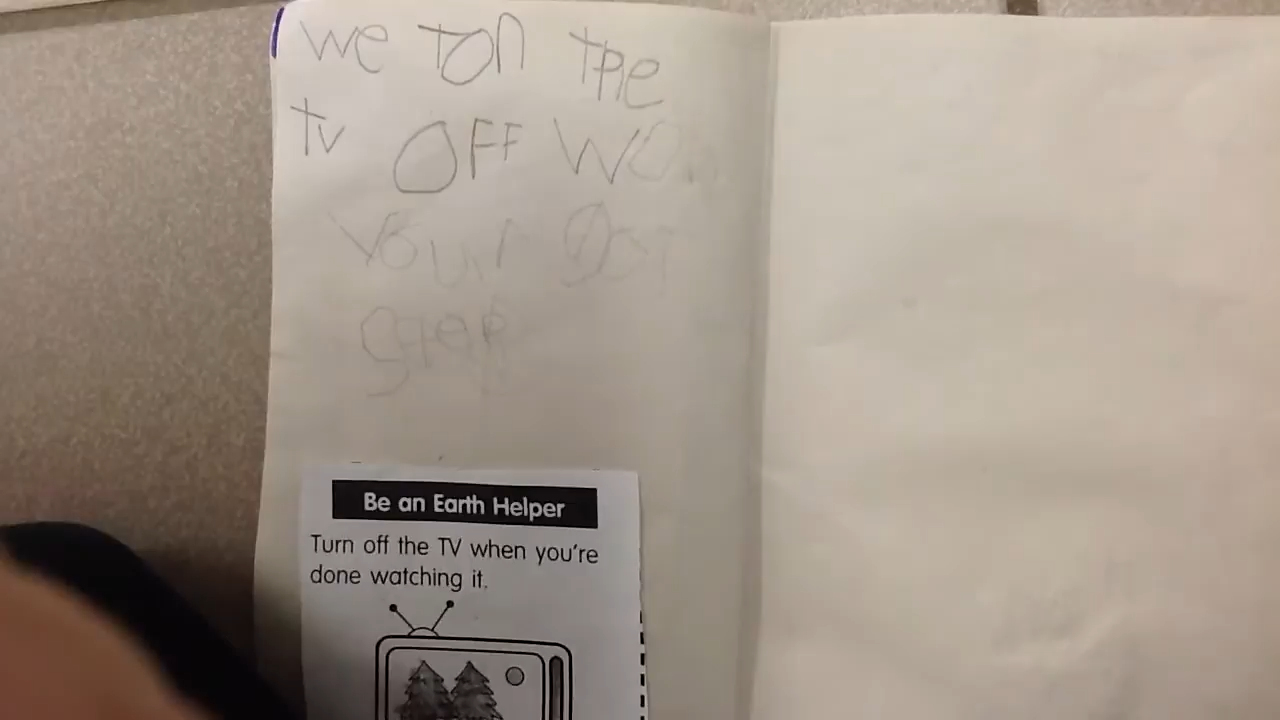 we ton the
tv off
your
Be an Earth Helper
Turn off the TV when you're
done watching it.